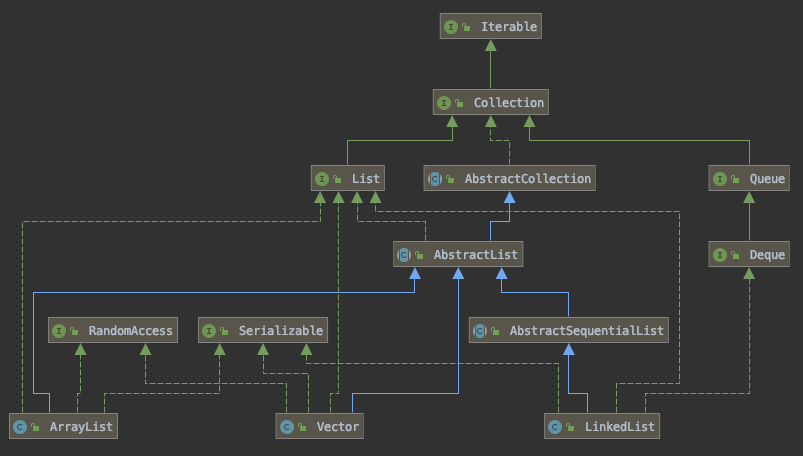 I Iterable
I Collection
I List C AbstractCollection I Queue
C AbstractList I Deque
I RandomAccess I Serializable C AbstractSequentialList
C ArrayList C Vector C LinkedList